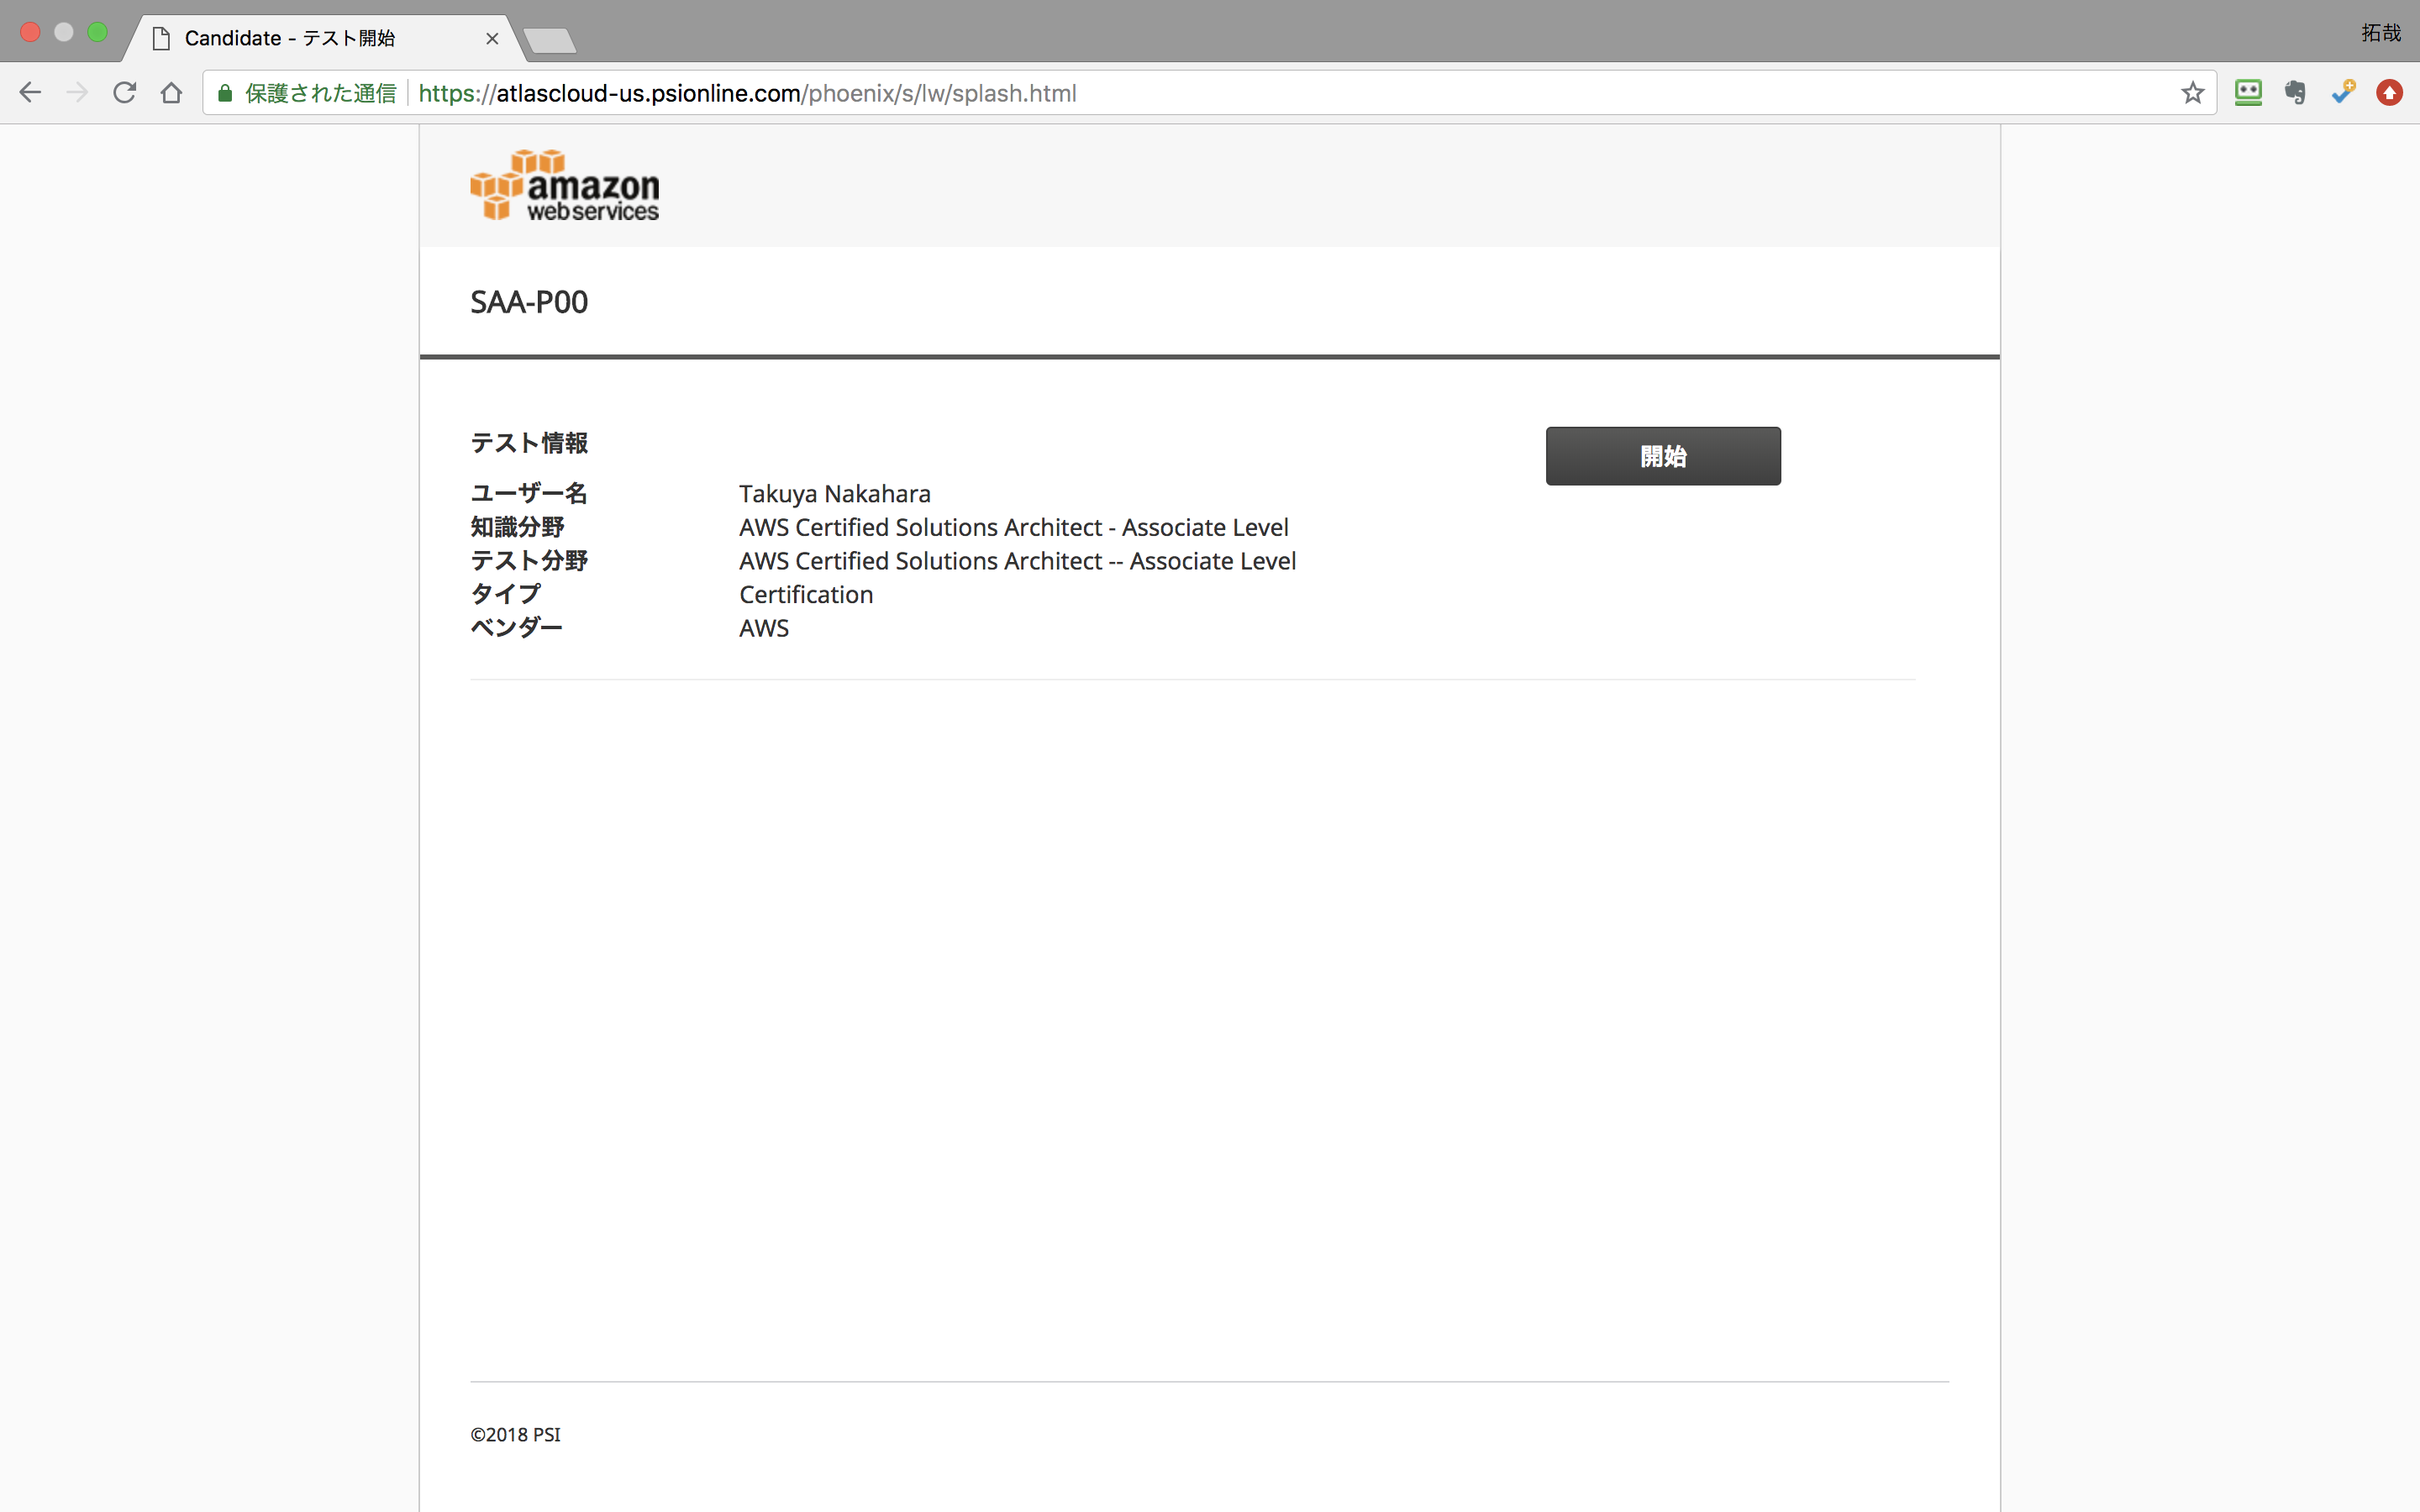 Candidate - テスト開始
拓哉
保護された通信 https://atlascloud-us.psionline.com/phoenix/s/lw/splash.html
amazon
webservices
SAA-P00
テスト情報
開始
ユーザー名 Takuya Nakahara
知識分野 AWS Certified Solutions Architect - Associate Level
テスト分野 AWS Certified Solutions Architect -- Associate Level
タイプ Certification
ベンダー AWS
©2018 PSI